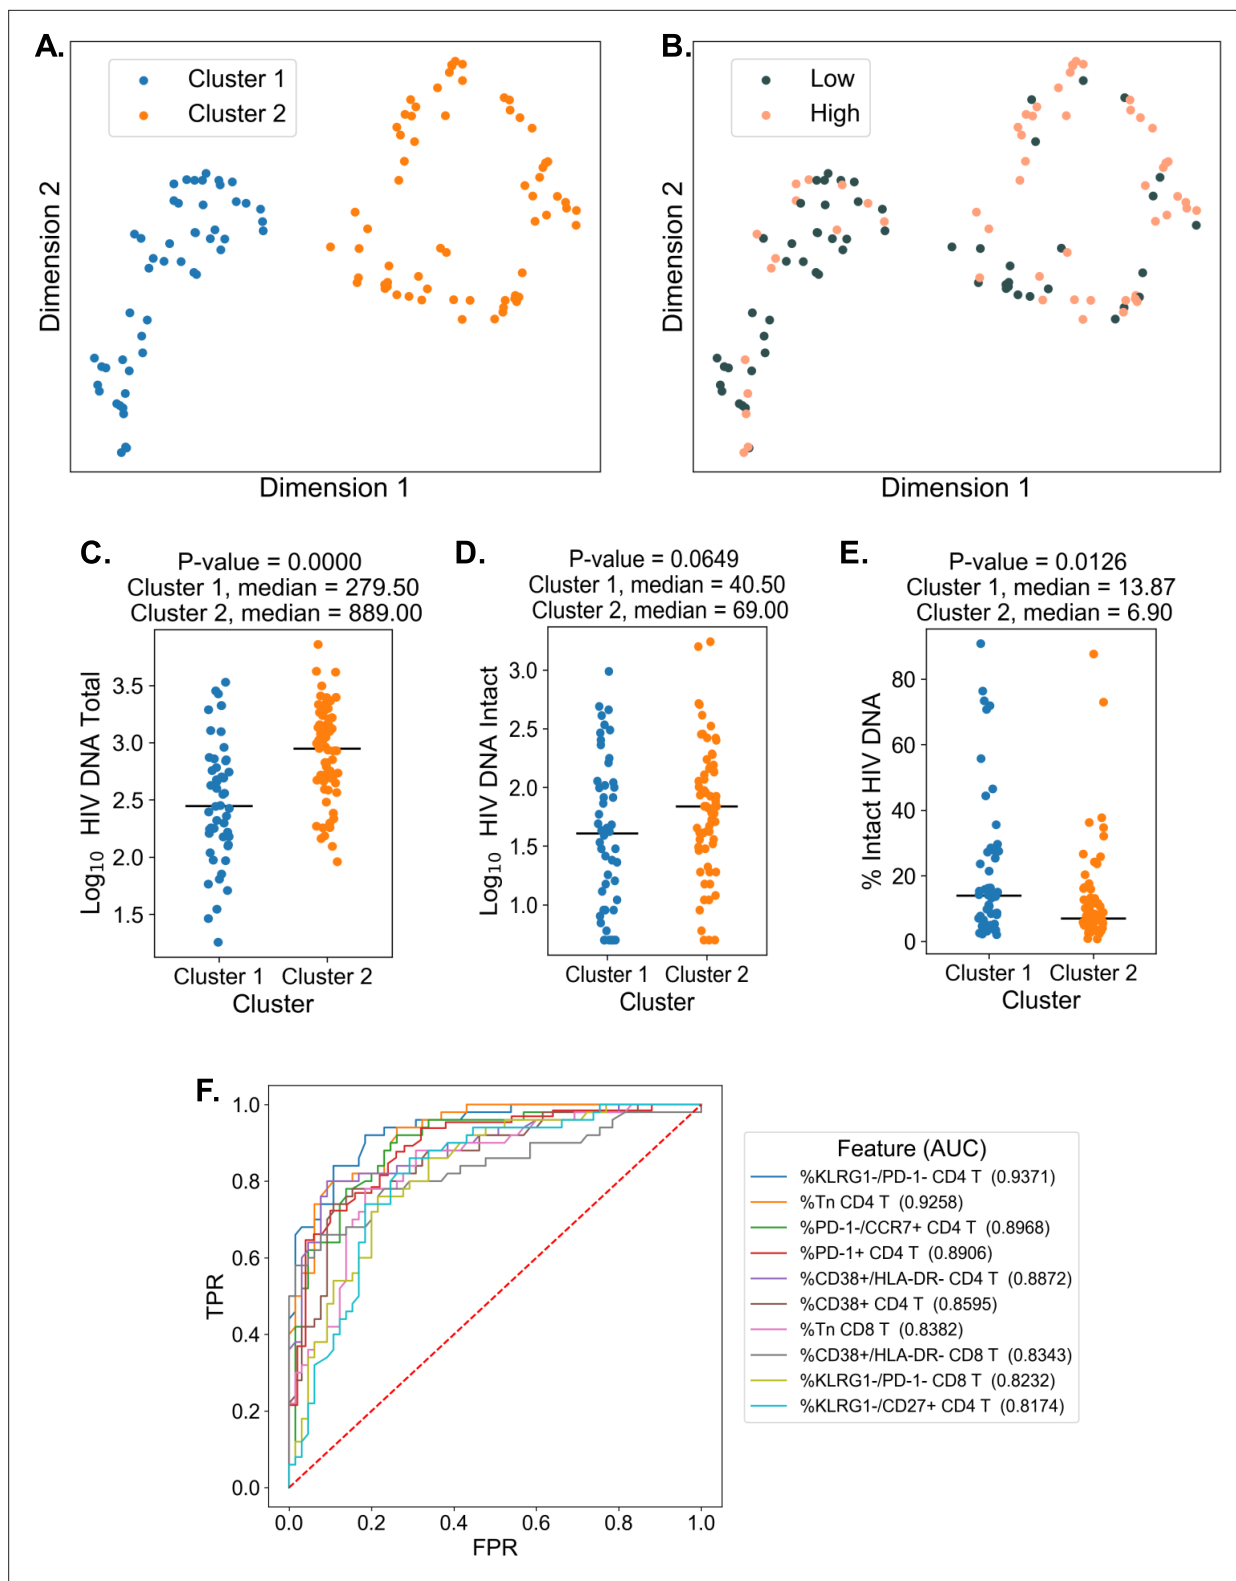 A.
Cluster 1
Cluster 2
Dimension 2
Dimension 1
B.
Low
High
Dimension 2
Dimension 1
C.
P-value = 0.0000
Cluster 1, median = 279.50
Cluster 2, median = 889.00
Log10 HIV DNA Total
3.5
3.0
2.5
2.0
1.5
Cluster 1 Cluster 2
Cluster
D.
P-value = 0.0649
Cluster 1, median = 40.50
Cluster 2, median = 69.00
Log10 HIV DNA Intact
3.0
2.5
2.0
1.5
1.0
Cluster 1 Cluster 2
Cluster
E.
P-value = 0.0126
Cluster 1, median = 13.87
Cluster 2, median = 6.90
% Intact HIV DNA
80
60
40
20
0
Cluster 1 Cluster 2
Cluster
F.
TPR
1.0
0.8
0.6
0.4
0.2
0.0
0.0 0.2 0.4 0.6 0.8 1.0
FPR
Feature (AUC)
%KLRG1-/PD-1- CD4 T (0.9371)
%Tn CD4 T (0.9258)
%PD-1-/CCR7+ CD4 T (0.8968)
%PD-1+ CD4 T (0.8906)
%CD38+/HLA-DR- CD4 T (0.8872)
%CD38+ CD4 T (0.8595)
%Tn CD8 T (0.8382)
%CD38+/HLA-DR- CD8 T (0.8343)
%KLRG1-/PD-1- CD8 T (0.8232)
%KLRG1-/CD27+ CD4 T (0.8174)